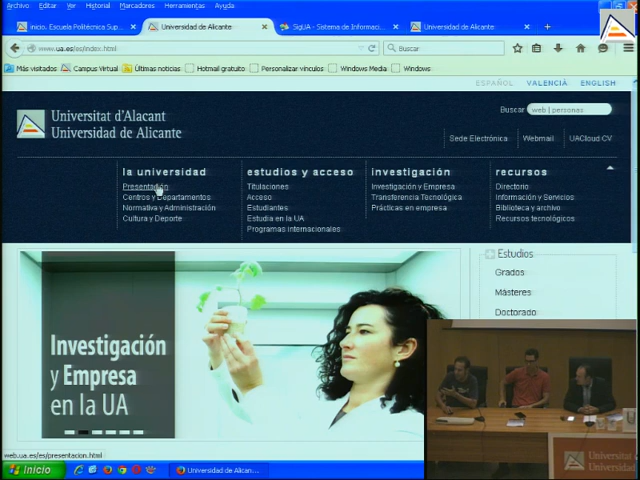 Archivo Editar Ver Historial Marcadores Herramientas Ayuda
inicio. Escuela Politécnica Sup... Universidad de Alicante SigUA - Sistema de Informaci... Universidad de Alicante
www.ua.es/es/index.html Buscar
Más visitados Campus Virtual Últimas noticias Hotmail gratuito Personalizar vínculos Windows Media Windows
ESPAÑOL VALENCIÀ ENGLISH
Universitat d'Alacant
Universidad de Alicante
Buscar web | personas
Sede Electrónica Webmail UACloud CV
la universidad
Presentación
Centros y Departamentos
Normativa y Administración
Cultura y Deporte
estudios y acceso
Titulaciones
Acceso
Estudiantes
Estudia en la UA
Programas internacionales
investigación
Investigación y Empresa
Transferencia Tecnológica
Prácticas en empresa
recursos
Directorio
Información y Servicios
Biblioteca y archivo
Recursos tecnológicos
Investigación
y Empresa
en la UA
Estudios
Grados
Másteres
Doctorado
web.ua.es/es/presentacion.html
Inicio Universidad de Alican...